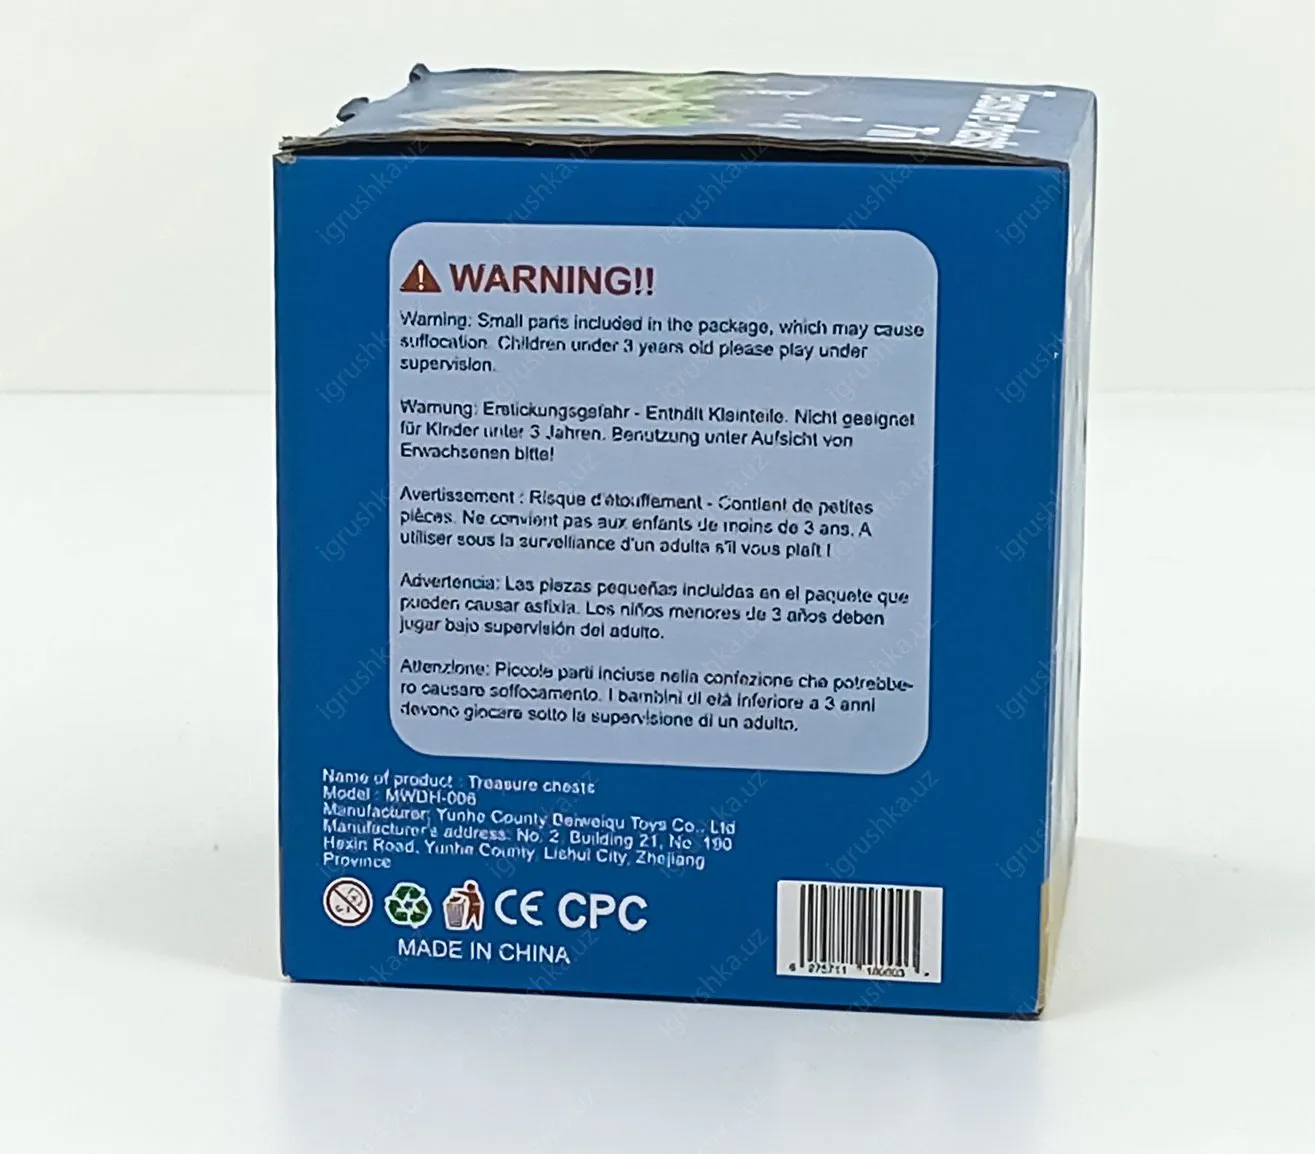 WARNING!!
Warning: Small parts included in the package, which may cause
suffocation. Children under 3 years old please play under
supervision.
Warnung: Erstickungsgefahr - Enthält Kleinteile. Nicht geeignet
für Kinder unter 3 Jahren. Benutzung unter Aufsicht von
Erwachsenen bitte!
Avertissement : Risque d'étouffement - Contient de petites
pièces. Ne convient pas aux enfants de moins de 3 ans. A
utiliser sous la survelliance d'un adulte s'il vous plaît !
Advertencia: Las piezas pequeñas incluidas en el paquete que
pueden causar asfixia. Los niños menores de 3 años deben
jugar bajo supervisión del adulto.
Attenzione: Piccole parti incluse nella confezione che potrebbe-
ro causare soffocamento. I bambini di età inferiore a 3 anni
devono giocare sotto la supervisione di un adulto.
Name of product : Treasure chests
Model : MWDH-006
Manufacturer: Yunhe County Toys Co., Ltd
Manufacturer's address: No. 2, Building 21, No. 190
Hexin Road, Yunhe County, Lishui City, Zhejiang
Province
CE CPC
MADE IN CHINA
igrushka.uz